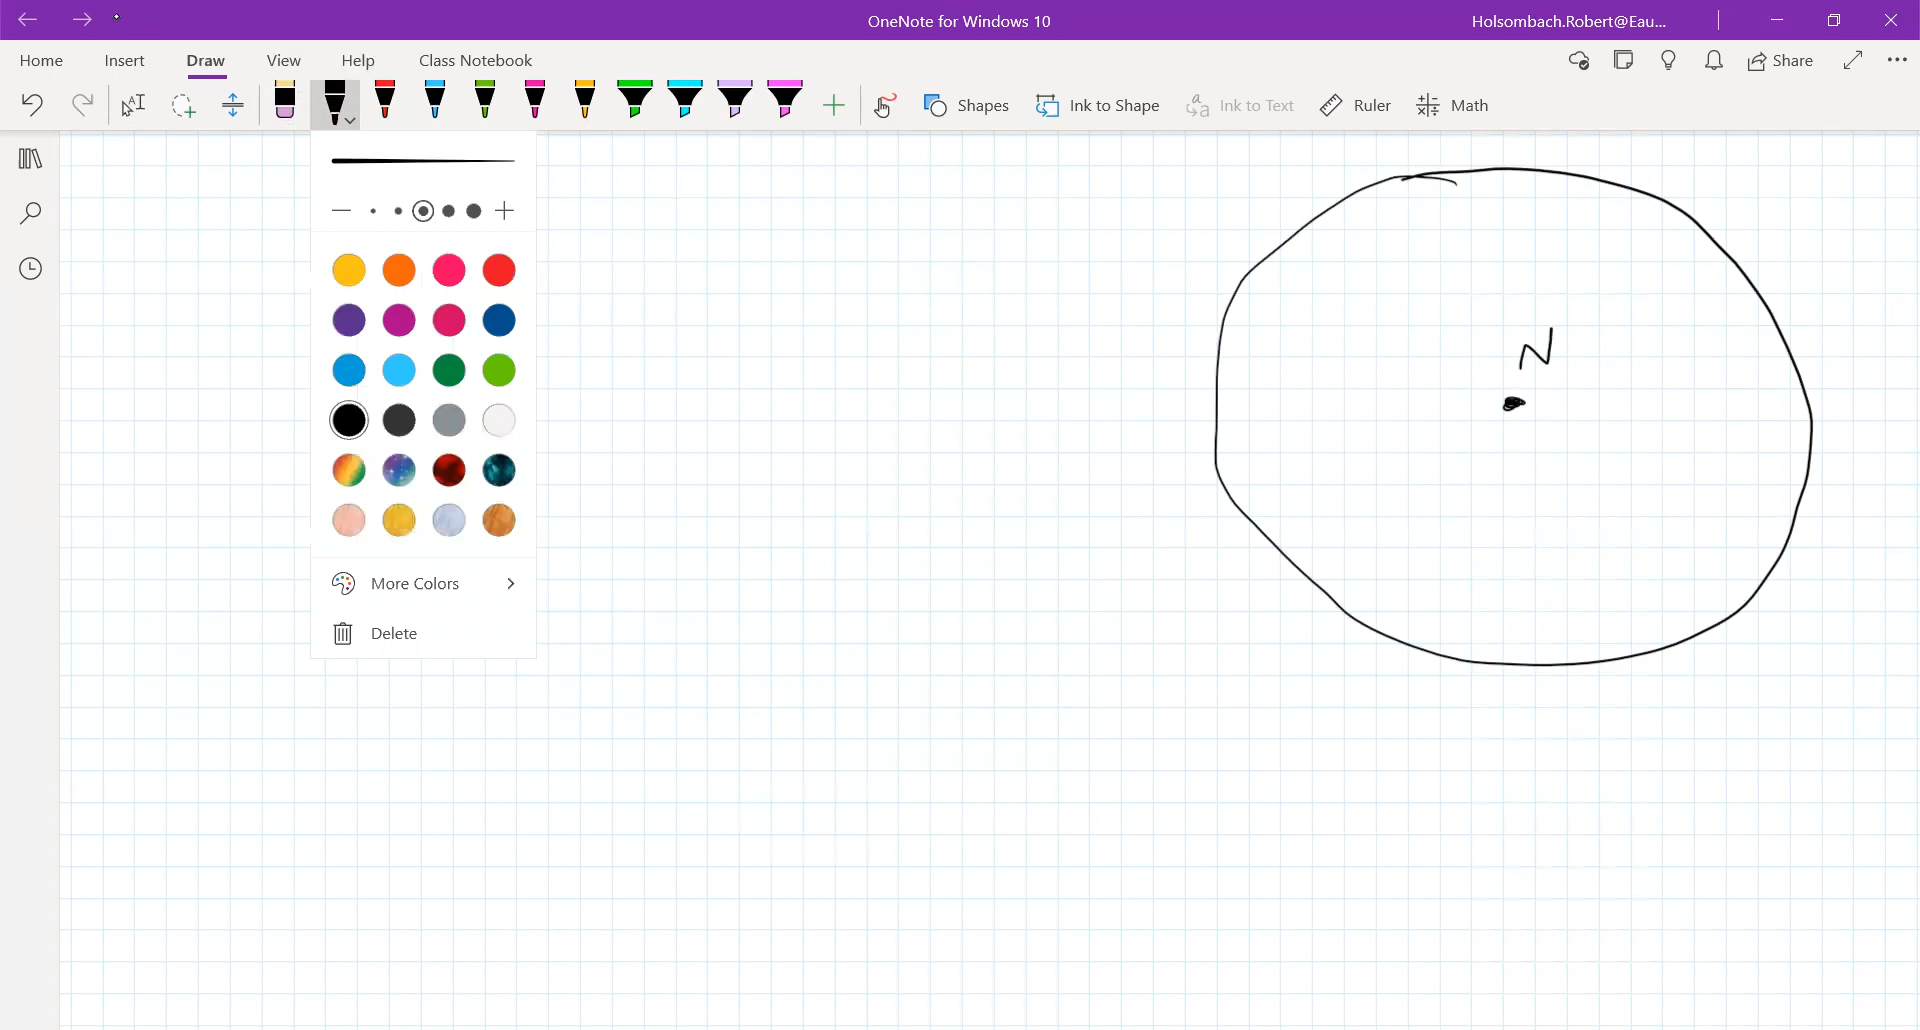 OneNote for Windows 10
Holsombach.Robert@Eau...
Home Insert Draw View Help Class Notebook
Share
Shapes Ink to Shape Ink to Text Ruler Math
N
More Colors
Delete